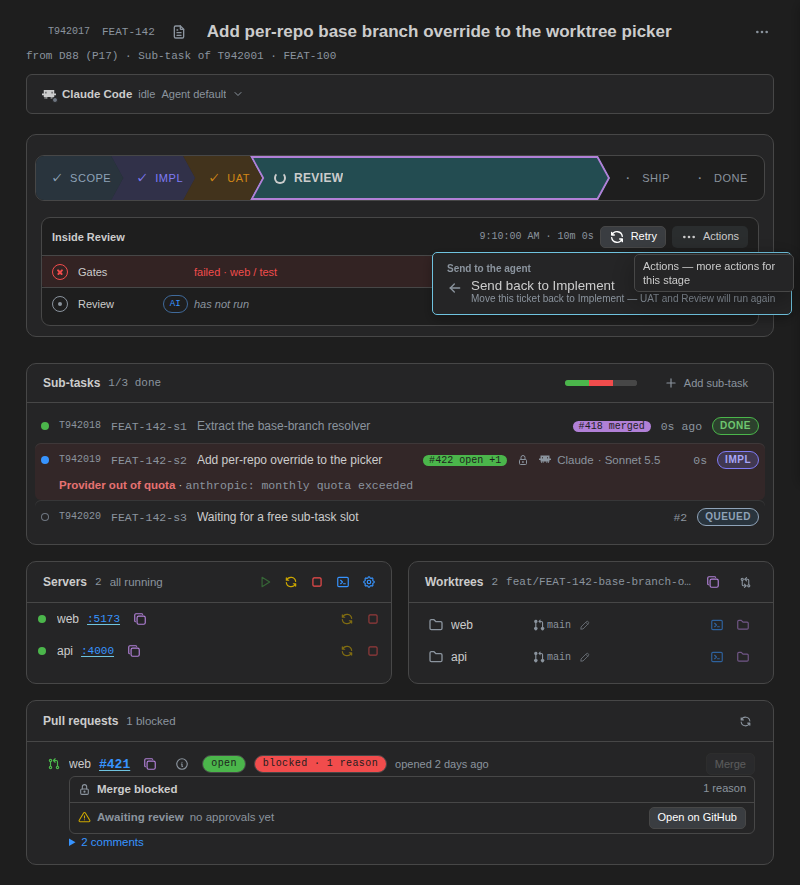 T942017 FEAT-142 Add per-repo base branch override to the worktree picker
from D88 (P17) · Sub-task of T942001 · FEAT-100
Claude Code idle Agent default
SCOPE IMPL UAT REVIEW SHIP DONE
Inside Review 9:10:00 AM · 10m 0s Retry Actions
Gates failed · web / test
Review AI has not run
Send to the agent
Send back to Implement
Move this ticket back to Implement — UAT and Review will run again
Actions — more actions for
this stage
Sub-tasks 1/3 done Add sub-task
T942018 FEAT-142-s1 Extract the base-branch resolver #418 merged 0s ago DONE
T942019 FEAT-142-s2 Add per-repo override to the picker #422 open +1 Claude · Sonnet 5.5 0s IMPL
Provider out of quota · anthropic: monthly quota exceeded
T942020 FEAT-142-s3 Waiting for a free sub-task slot #2 QUEUED
Servers 2 all running
web :5173
api :4000
Worktrees 2 feat/FEAT-142-base-branch-o…
web main
api main
Pull requests 1 blocked
web #421 open blocked · 1 reason opened 2 days ago Merge
Merge blocked 1 reason
Awaiting review no approvals yet Open on GitHub
2 comments